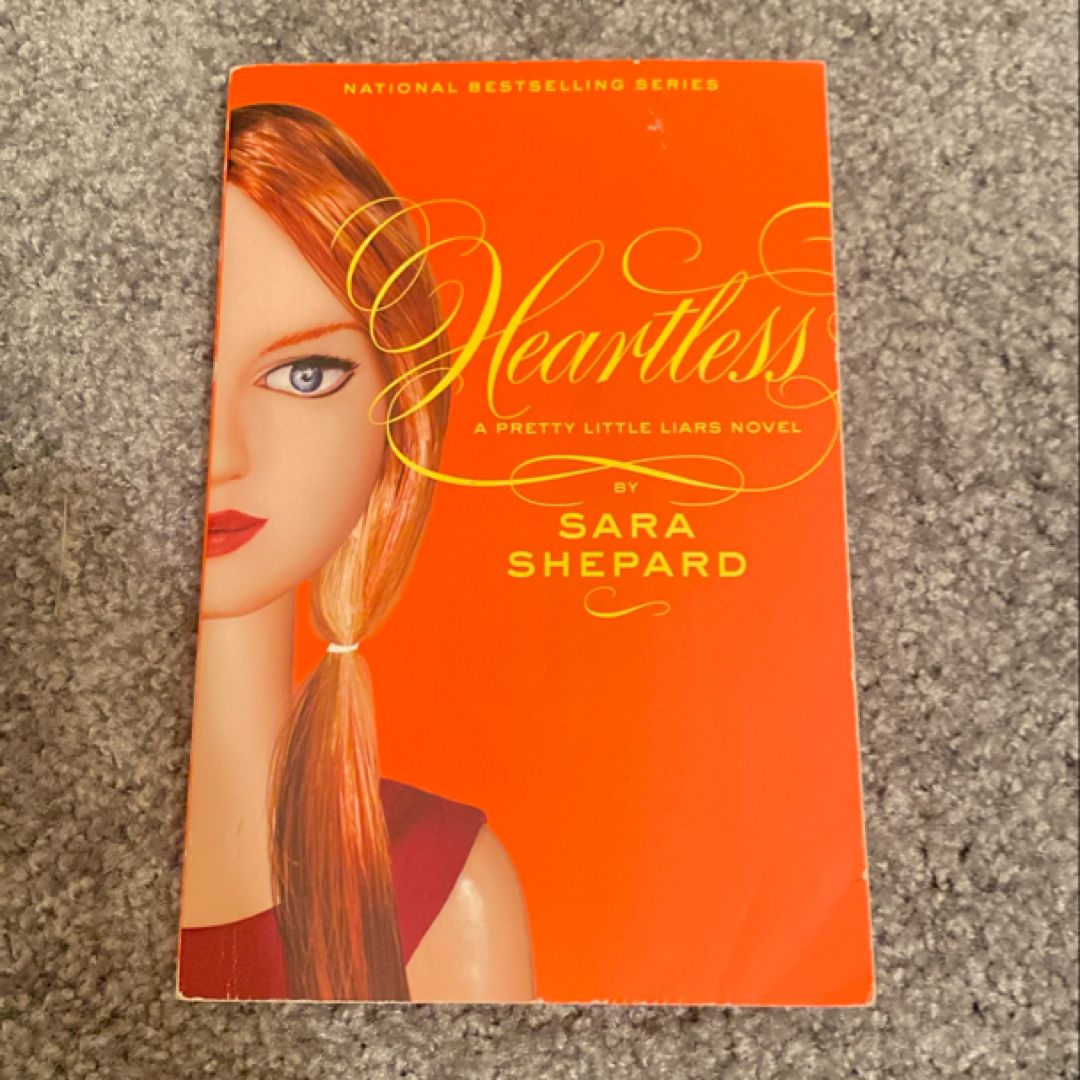 NATIONAL BESTSELLING SERIES
Heartless
A PRETTY LITTLE LIARS NOVEL
BY
SARA
SHEPARD